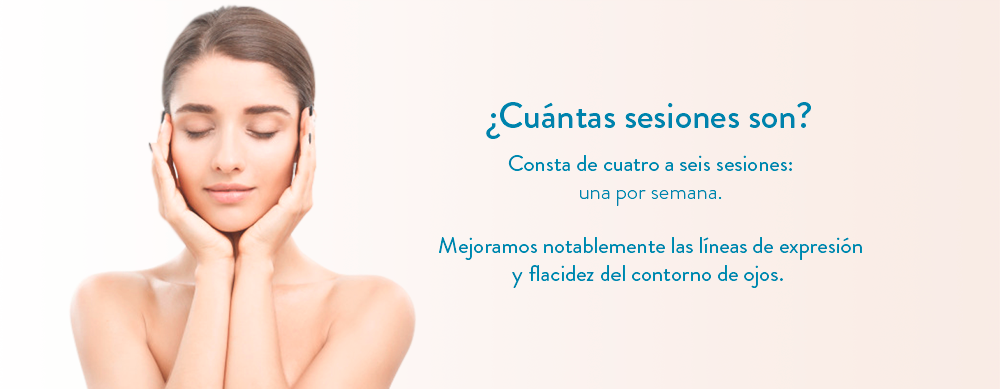 ¿Cuántas sesiones son?
Consta de cuatro a seis sesiones:
una por semana.
Mejoramos notablemente las líneas de expresión
y flacidez del contorno de ojos.